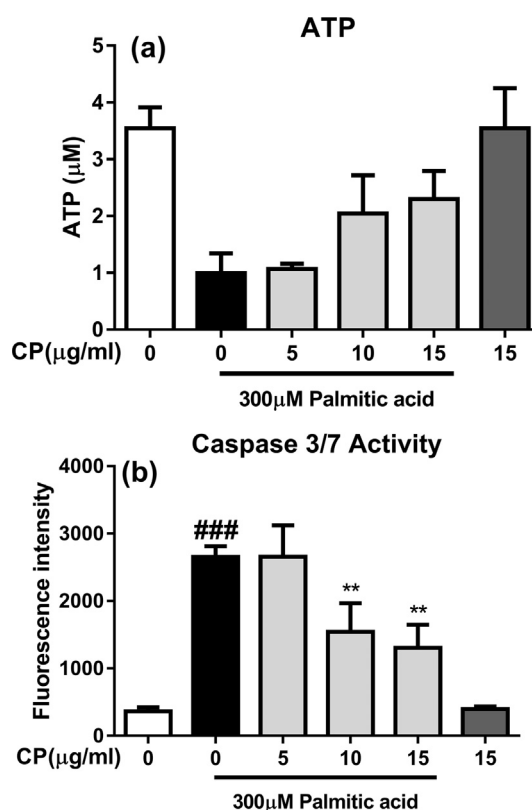 ATP
(a)
5
4
3
2
1
0
ATP (μM)
CP(μg/ml) 0 0 5 10 15 15
300μM Palmitic acid
Caspase 3/7 Activity
(b)
4000
3000
2000
1000
0
Fluorescence intensity
###
** **
CP(μg/ml) 0 0 5 10 15 15
300μM Palmitic acid